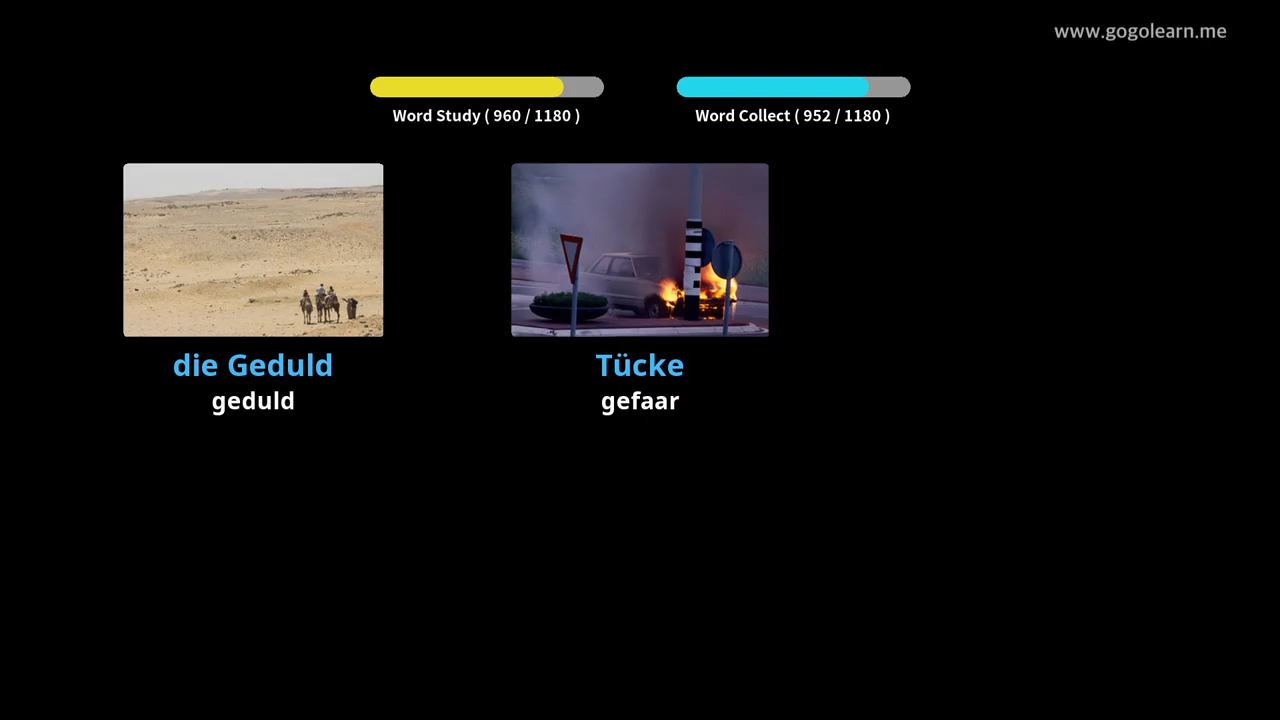 www.gogolearn.me
Word Study ( 960 / 1180 )
Word Collect ( 952 / 1180 )
die Geduld
geduld
Tücke
gefaar